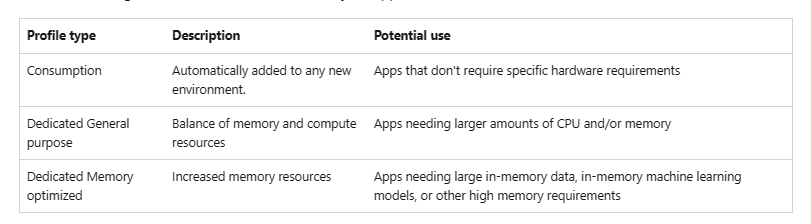 Profile type Description Potential use
Consumption Automatically added to any new Apps that don't require specific hardware requirements
environment.
Dedicated General Balance of memory and compute Apps needing larger amounts of CPU and/or memory
purpose resources
Dedicated Memory Increased memory resources Apps needing large in-memory data, in-memory machine learning
optimized models, or other high memory requirements